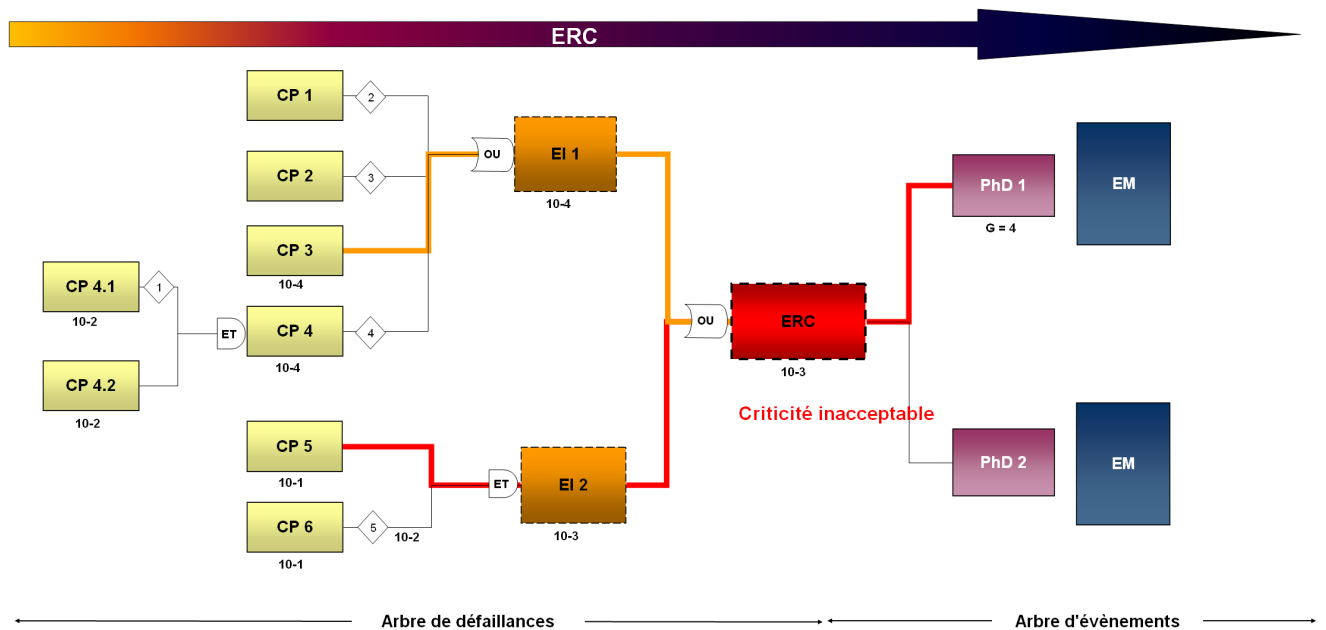 ERC
CP 1
2
CP 2
3
OU
EI 1
10-4
CP 3
10-4
CP 4.1
1
10-2
ET
CP 4
4
10-4
CP 4.2
10-2
CP 5
10-1
ET
EI 2
10-3
CP 6
5
10-2
10-1
OU
ERC
10-3
Criticité inacceptable
PhD 1
G = 4
EM
PhD 2
EM
Arbre de défaillances
Arbre d'évènements